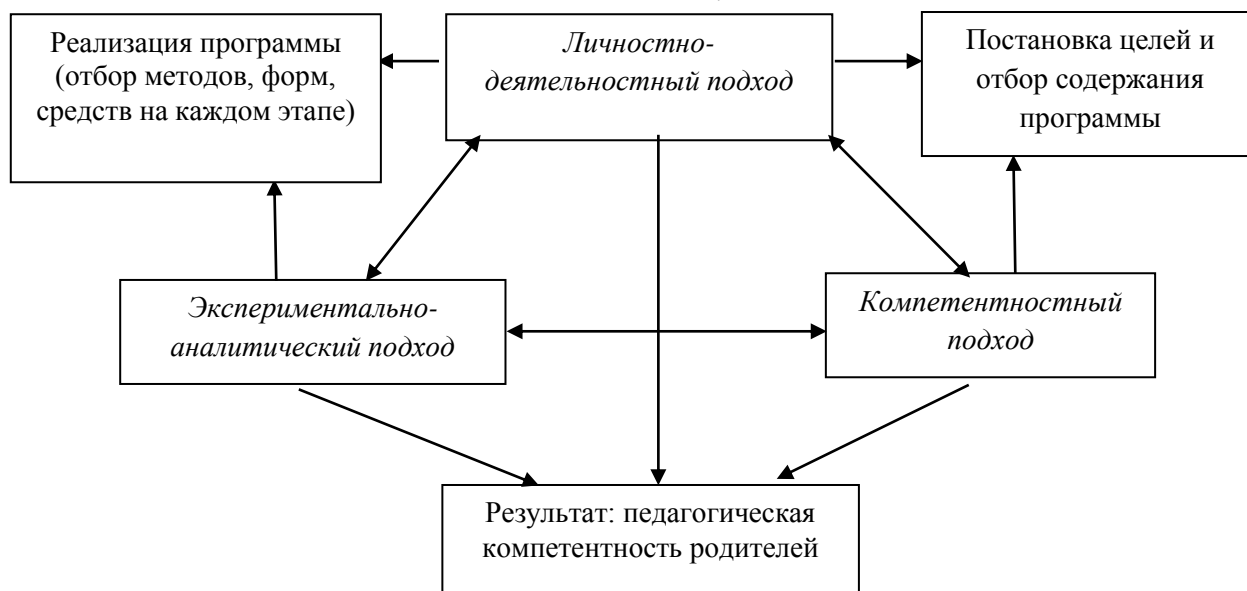 Реализация программы
(отбор методов, форм,
средств на каждом этапе)
Личностно-
деятельностный подход
Постановка целей и
отбор содержания
программы
Экспериментально-
аналитический подход
Компетентностный
подход
Результат: педагогическая
компетентность родителей